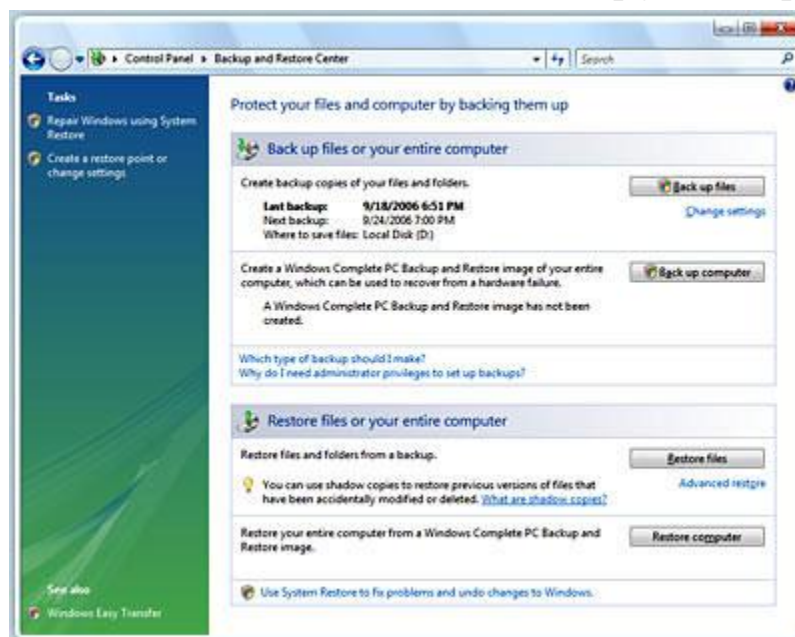 Control Panel ▸ Backup and Restore Center
Search
Tasks
Repair Windows using System
Restore
Create a restore point or
change settings
See also
Windows Easy Transfer
Protect your files and computer by backing them up
Back up files or your entire computer
Create backup copies of your files and folders.
Back up files
Last backup: 9/18/2006 6:51 PM
Change settings
Next backup: 9/24/2006 7:00 PM
Where to save files: Local Disk (D:)
Create a Windows Complete PC Backup and Restore image of your entire
computer, which can be used to recover from a hardware failure.
Back up computer
A Windows Complete PC Backup and Restore image has not been
created.
Which type of backup should I make?
Why do I need administrator privileges to set up backups?
Restore files or your entire computer
Restore files and folders from a backup.
Restore files
You can use shadow copies to restore previous versions of files that
have been accidentally modified or deleted. What are shadow copies?
Advanced restore
Restore your entire computer from a Windows Complete PC Backup and
Restore image.
Restore computer
Use System Restore to fix problems and undo changes to Windows.